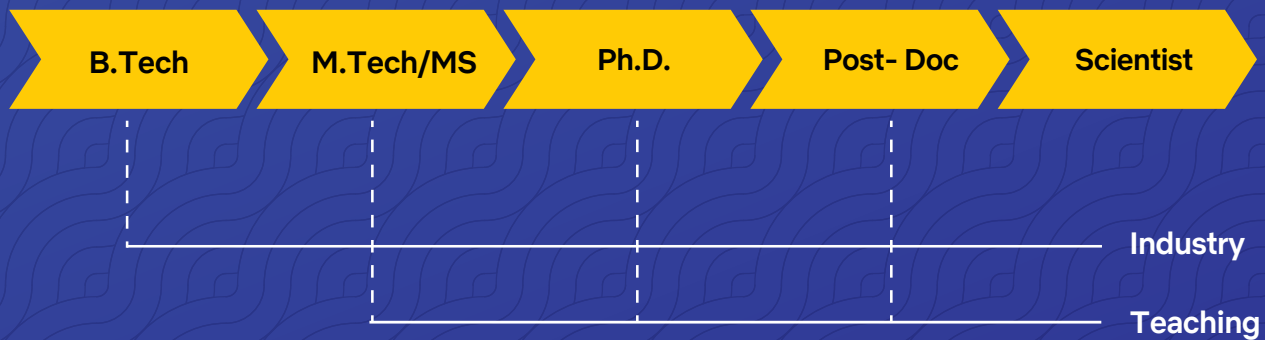 B.Tech
M.Tech/MS
Ph.D.
Post- Doc
Scientist
Industry
Teaching